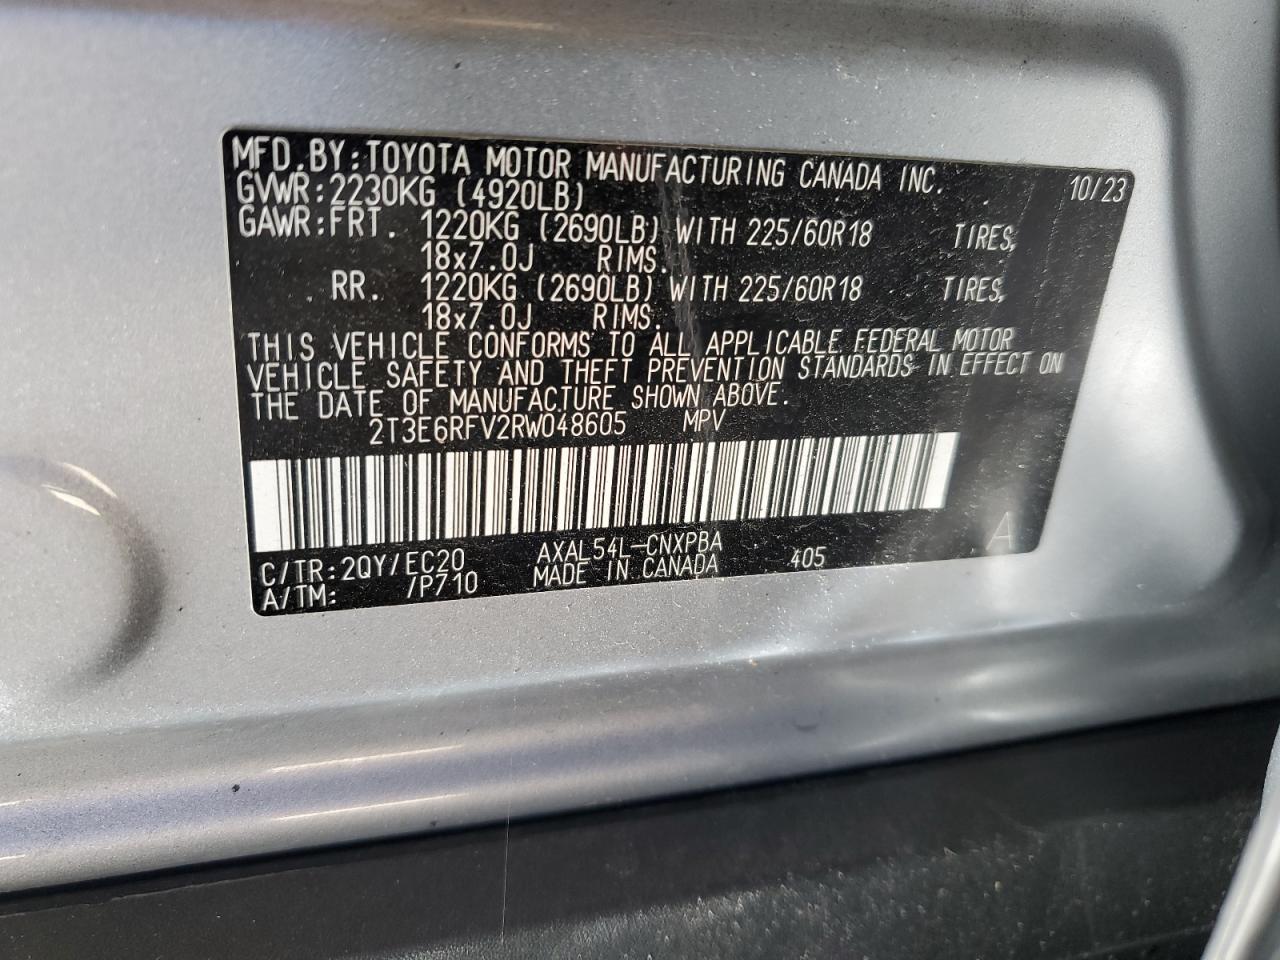 MFD.BY:TOYOTA MOTOR MANUFACTURING CANADA INC. 10/23
GVWR:2230KG (4920LB)
GAWR:FRT. 1220KG (2690LB) WITH 225/60R18 TIRES,
18x7.0J RIMS.
RR. 1220KG (2690LB) WITH 225/60R18 TIRES,
18x7.0J RIMS.
THIS VEHICLE CONFORMS TO ALL APPLICABLE FEDERAL MOTOR
VEHICLE SAFETY AND THEFT PREVENTION STANDARDS IN EFFECT ON
THE DATE OF MANUFACTURE SHOWN ABOVE.
2T3E6RFV2RW048605 MPV
A
C/TR:2QY/EC20 AXAL54L-CNXPBA 405
A/TM: /P710 MADE IN CANADA